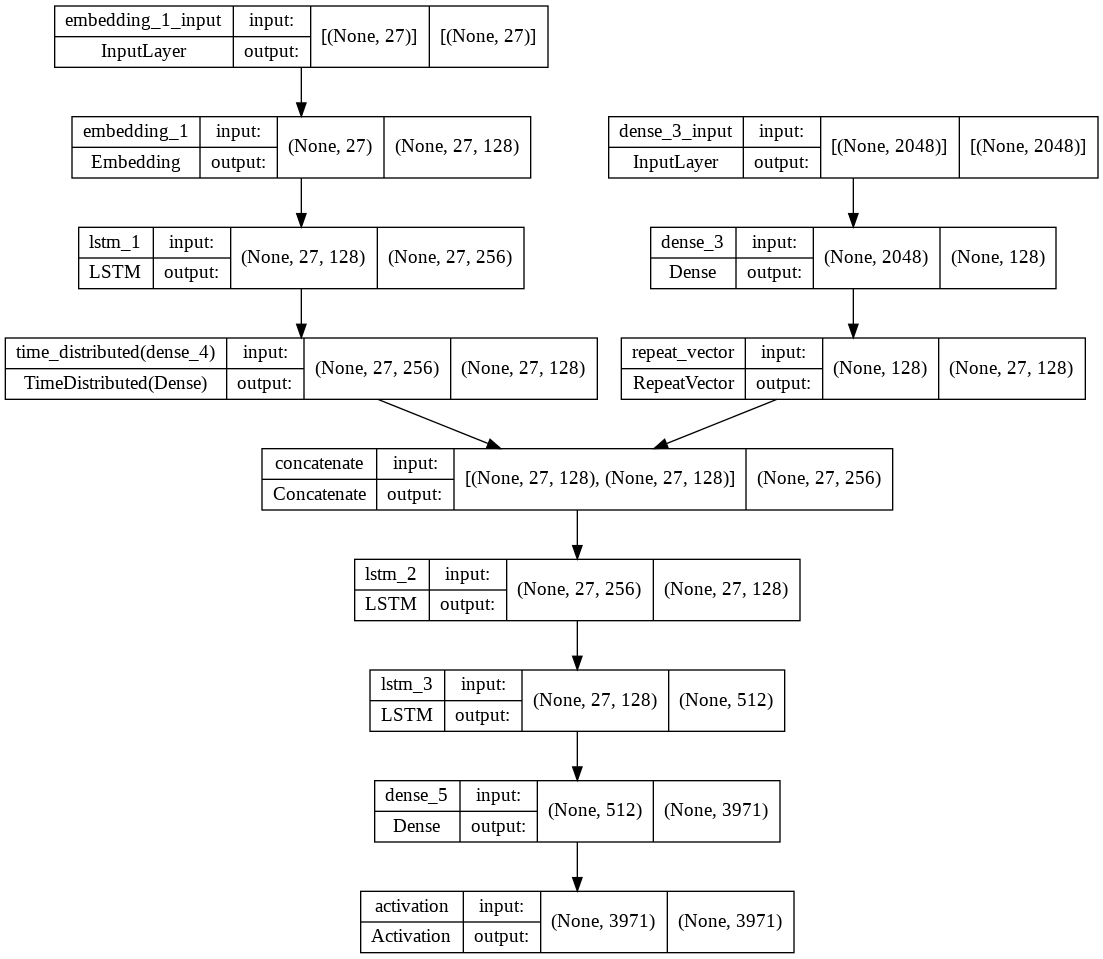 embedding_1_input input: [(None, 27)] [(None, 27)]
InputLayer output:
embedding_1 input: (None, 27) (None, 27, 128)
Embedding output:
dense_3_input input: [(None, 2048)] [(None, 2048)]
InputLayer output:
lstm_1 input: (None, 27, 128) (None, 27, 256)
LSTM output:
dense_3 input: (None, 2048) (None, 128)
Dense output:
time_distributed(dense_4) input: (None, 27, 256) (None, 27, 128)
TimeDistributed(Dense) output:
repeat_vector input: (None, 128) (None, 27, 128)
RepeatVector output:
concatenate input: [(None, 27, 128), (None, 27, 128)] (None, 27, 256)
Concatenate output:
lstm_2 input: (None, 27, 256) (None, 27, 128)
LSTM output:
lstm_3 input: (None, 27, 128) (None, 512)
LSTM output:
dense_5 input: (None, 512) (None, 3971)
Dense output:
activation input: (None, 3971) (None, 3971)
Activation output: